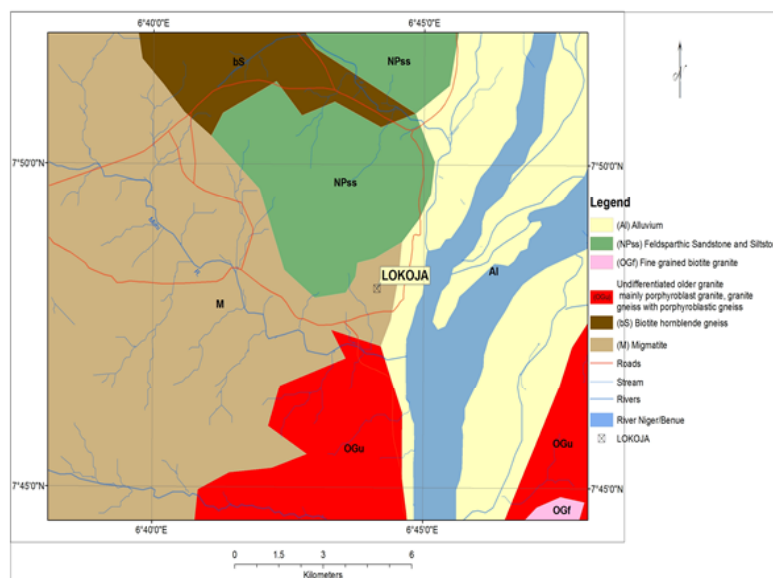 6°40'0"E
6°45'0"E
bS
NPss
7°50'0"N
7°50'0"N
NPss
Legend
(Al) Alluvium
(NPss) Feldsparthic Sandstone and Siltston
(OGf) Fine grained biotite granite
LOKOJA
Al
Undifferentiated older granite
OGu
mainly porphyroblast granite, granite
gneiss with porphyroblastic gneiss
M
(bS) Biotite hornblende gneiss
(M) Migmatite
Roads
Stream
Rivers
River Niger/Benue
LOKOJA
OGu
OGu
7°45'0"N
7°45'0"N
OGf
6°40'0"E
6°45'0"E
0 1.5 3 6
Kilometers